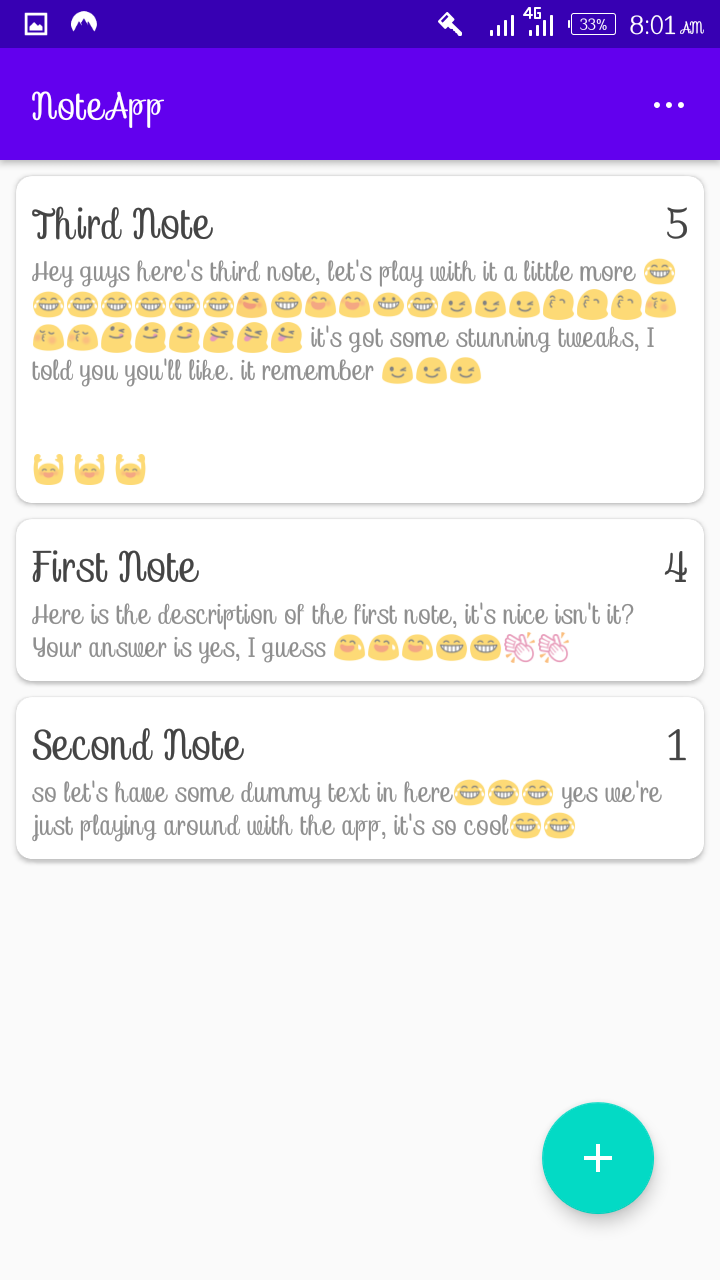 4G 33% 8:01 AM
NoteApp
Third Note 5
Hey guys here's third note, let's play with it a little more 😂
😂😂😂😂😂😂😆😁😄😄😀😂😉😉😉😙😙😙😚
😚😚😋😋😋😝😜😜 it's got some stunning tweaks, I
told you you'll like. it remember 😉😉😉
🙌 🙌 🙌
First Note 4
Here is the description of the first note, it's nice isn't it?
Your answer is yes, I guess 😅😅😅😂😂👏👏
Second Note 1
so let's have some dummy text in here😂😂😂 yes we're
just playing around with the app, it's so cool😂😂
+